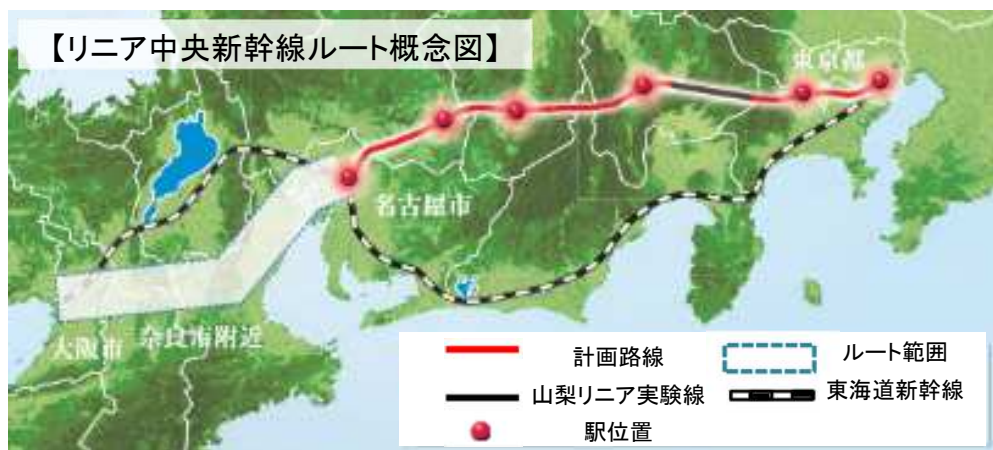 【リニア中央新幹線ルート概念図】
東京都
名古屋市
大阪市
奈良市附近
計画路線
ルート範囲
山梨リニア実験線
東海道新幹線
駅位置